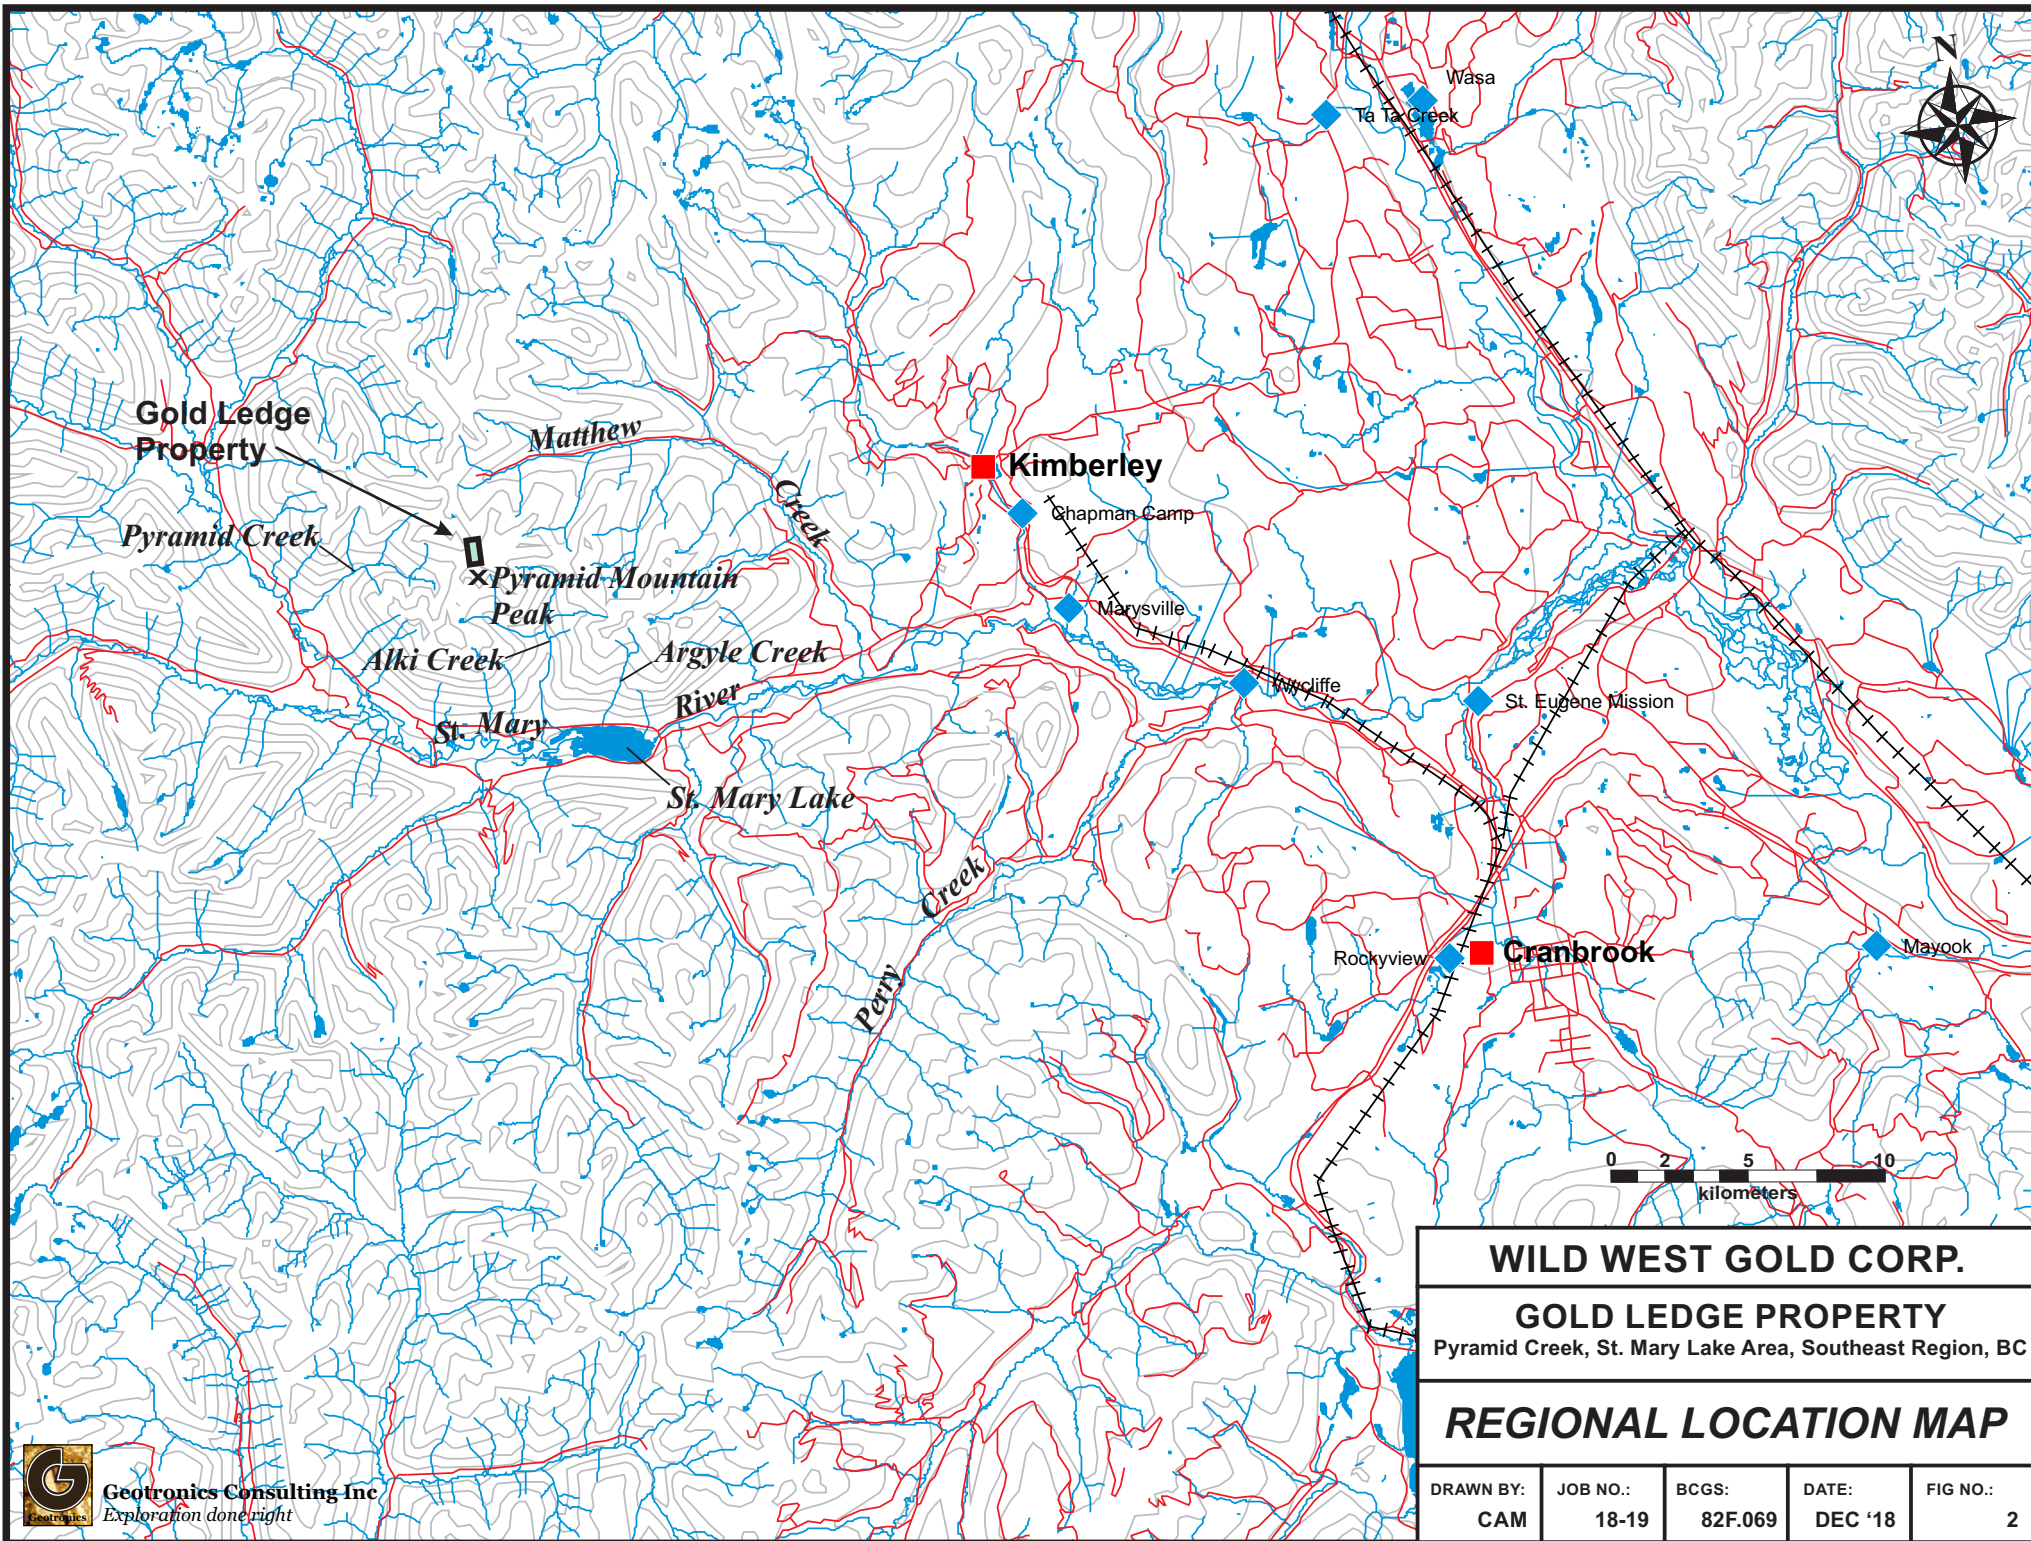 N
Wasa
Ta Ta Creek
Gold Ledge
Property
Matthew
Creek
Kimberley
Chapman Camp
Pyramid Creek
Pyramid Mountain
Peak
Marysville
Alki Creek
Argyle Creek
River
St. Mary
Wycliffe
St. Eugene Mission
St. Mary Lake
Creek
Perry
Rockyview
Cranbrook
Mayook
0 2 5 10
kilometers
WILD WEST GOLD CORP.
GOLD LEDGE PROPERTY
Pyramid Creek, St. Mary Lake Area, Southeast Region, BC
REGIONAL LOCATION MAP
DRAWN BY: JOB NO.: BCGS: DATE: FIG NO.:
CAM 18-19 82F.069 DEC ‘18 2
Geotronics
Geotronics Consulting Inc
Exploration done right